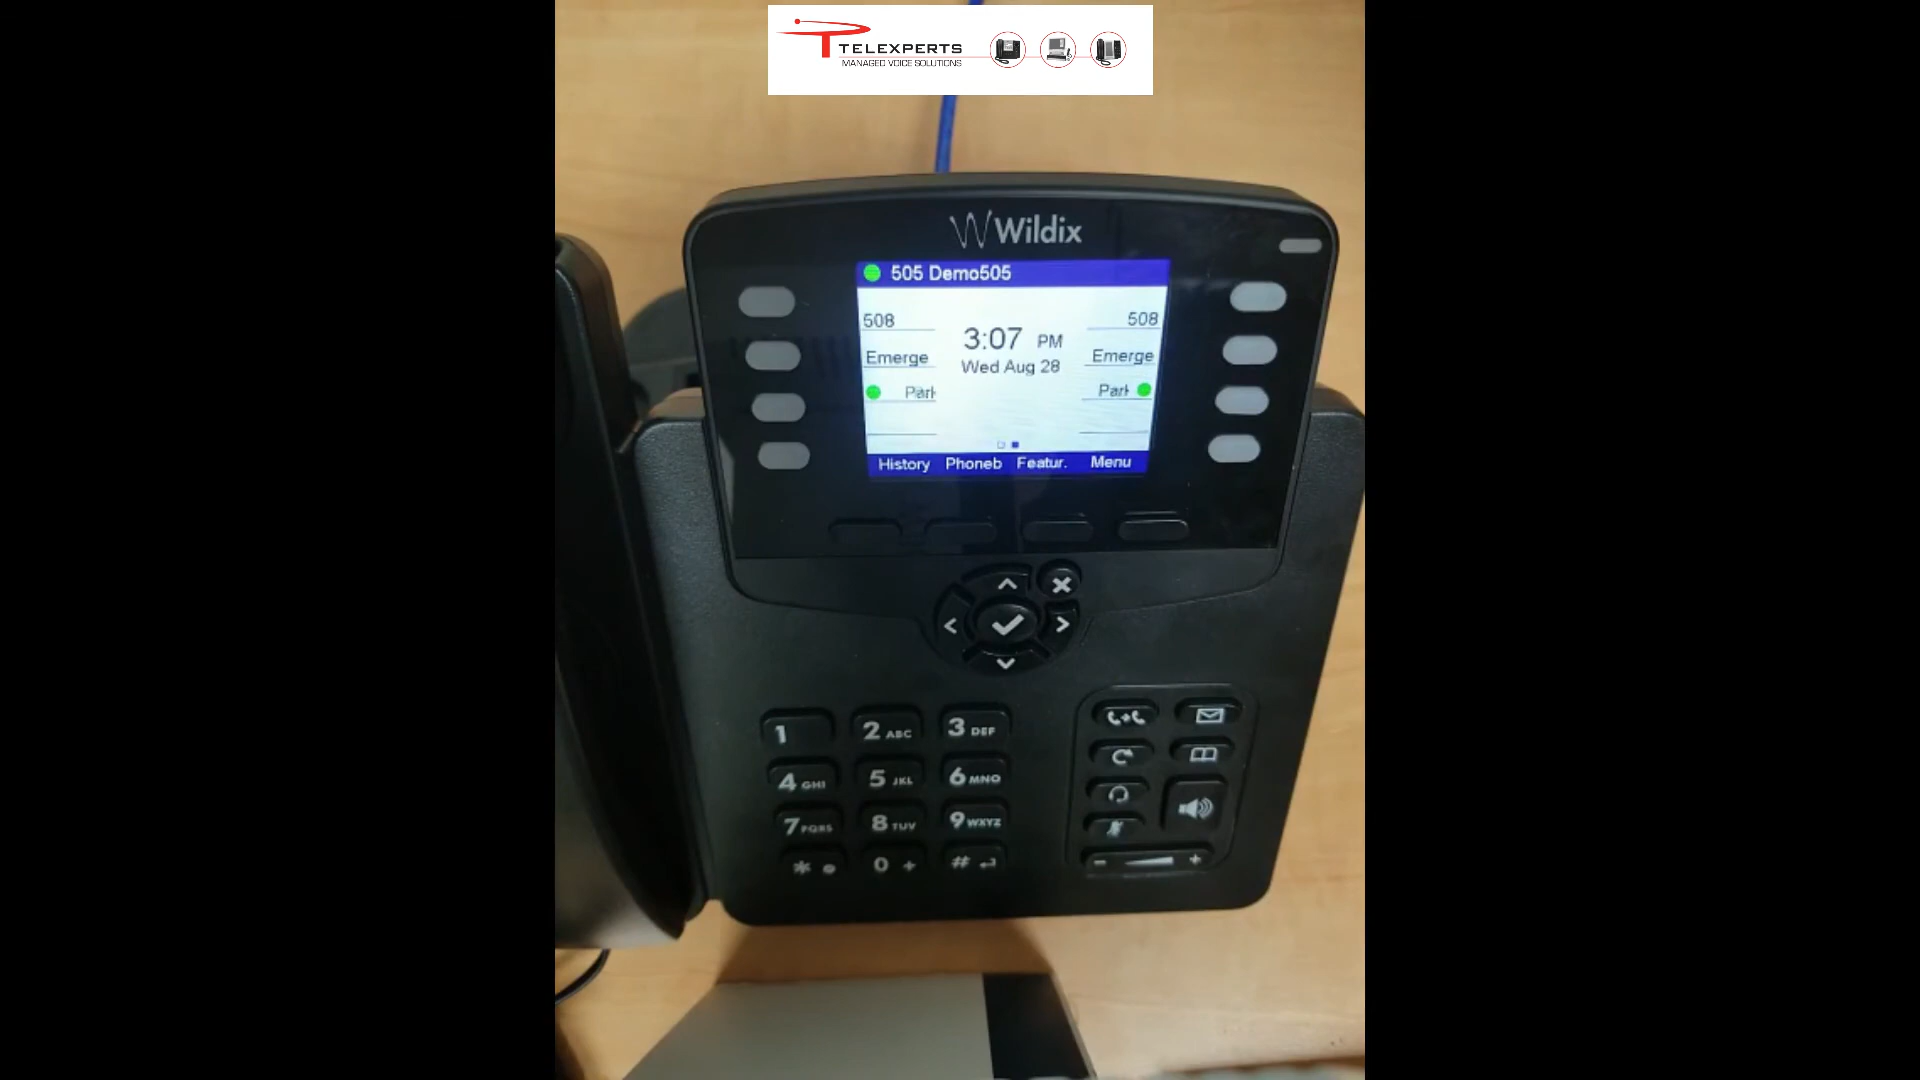 TELEXPERTS
MANAGED VOICE SOLUTIONS
Wildix
505 Demo505
508
508
3:07 PM
Emerge
Emerge
Wed Aug 28
Park
Park
History Phoneb Featur. Menu
1 2 ABC 3 DEF
4 GHI 5 JKL 6 MNO
7 PQRS 8 TUV 9 WXYZ
* 0 + #
- +